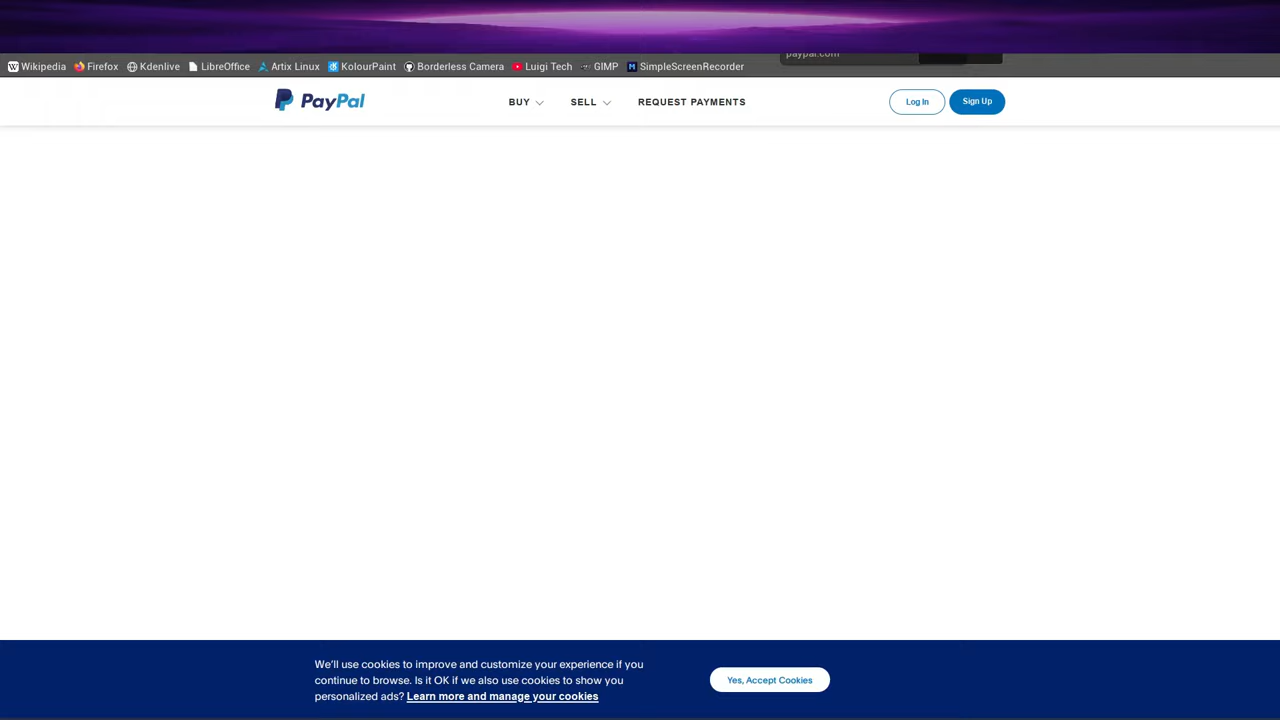 paypal.com
Wikipedia Firefox Kdenlive LibreOffice Artix Linux KolourPaint Borderless Camera Luigi Tech GIMP SimpleScreenRecorder
PayPal BUY SELL REQUEST PAYMENTS Log In Sign Up
We'll use cookies to improve and customize your experience if you
continue to browse. Is it OK if we also use cookies to show you
personalized ads? Learn more and manage your cookies
Yes, Accept Cookies